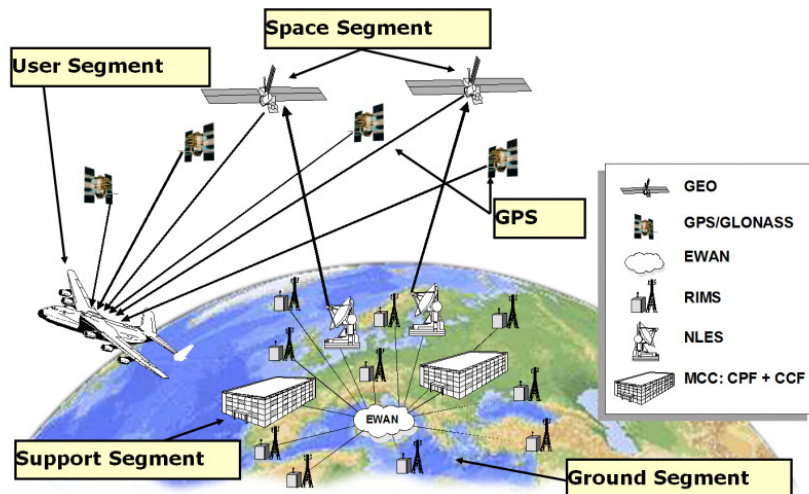 Space Segment
User Segment
GPS
GEO
GPS/GLONASS
EWAN
RIMS
NLES
MCC: CPF + CCF
EWAN
Support Segment
Ground Segment